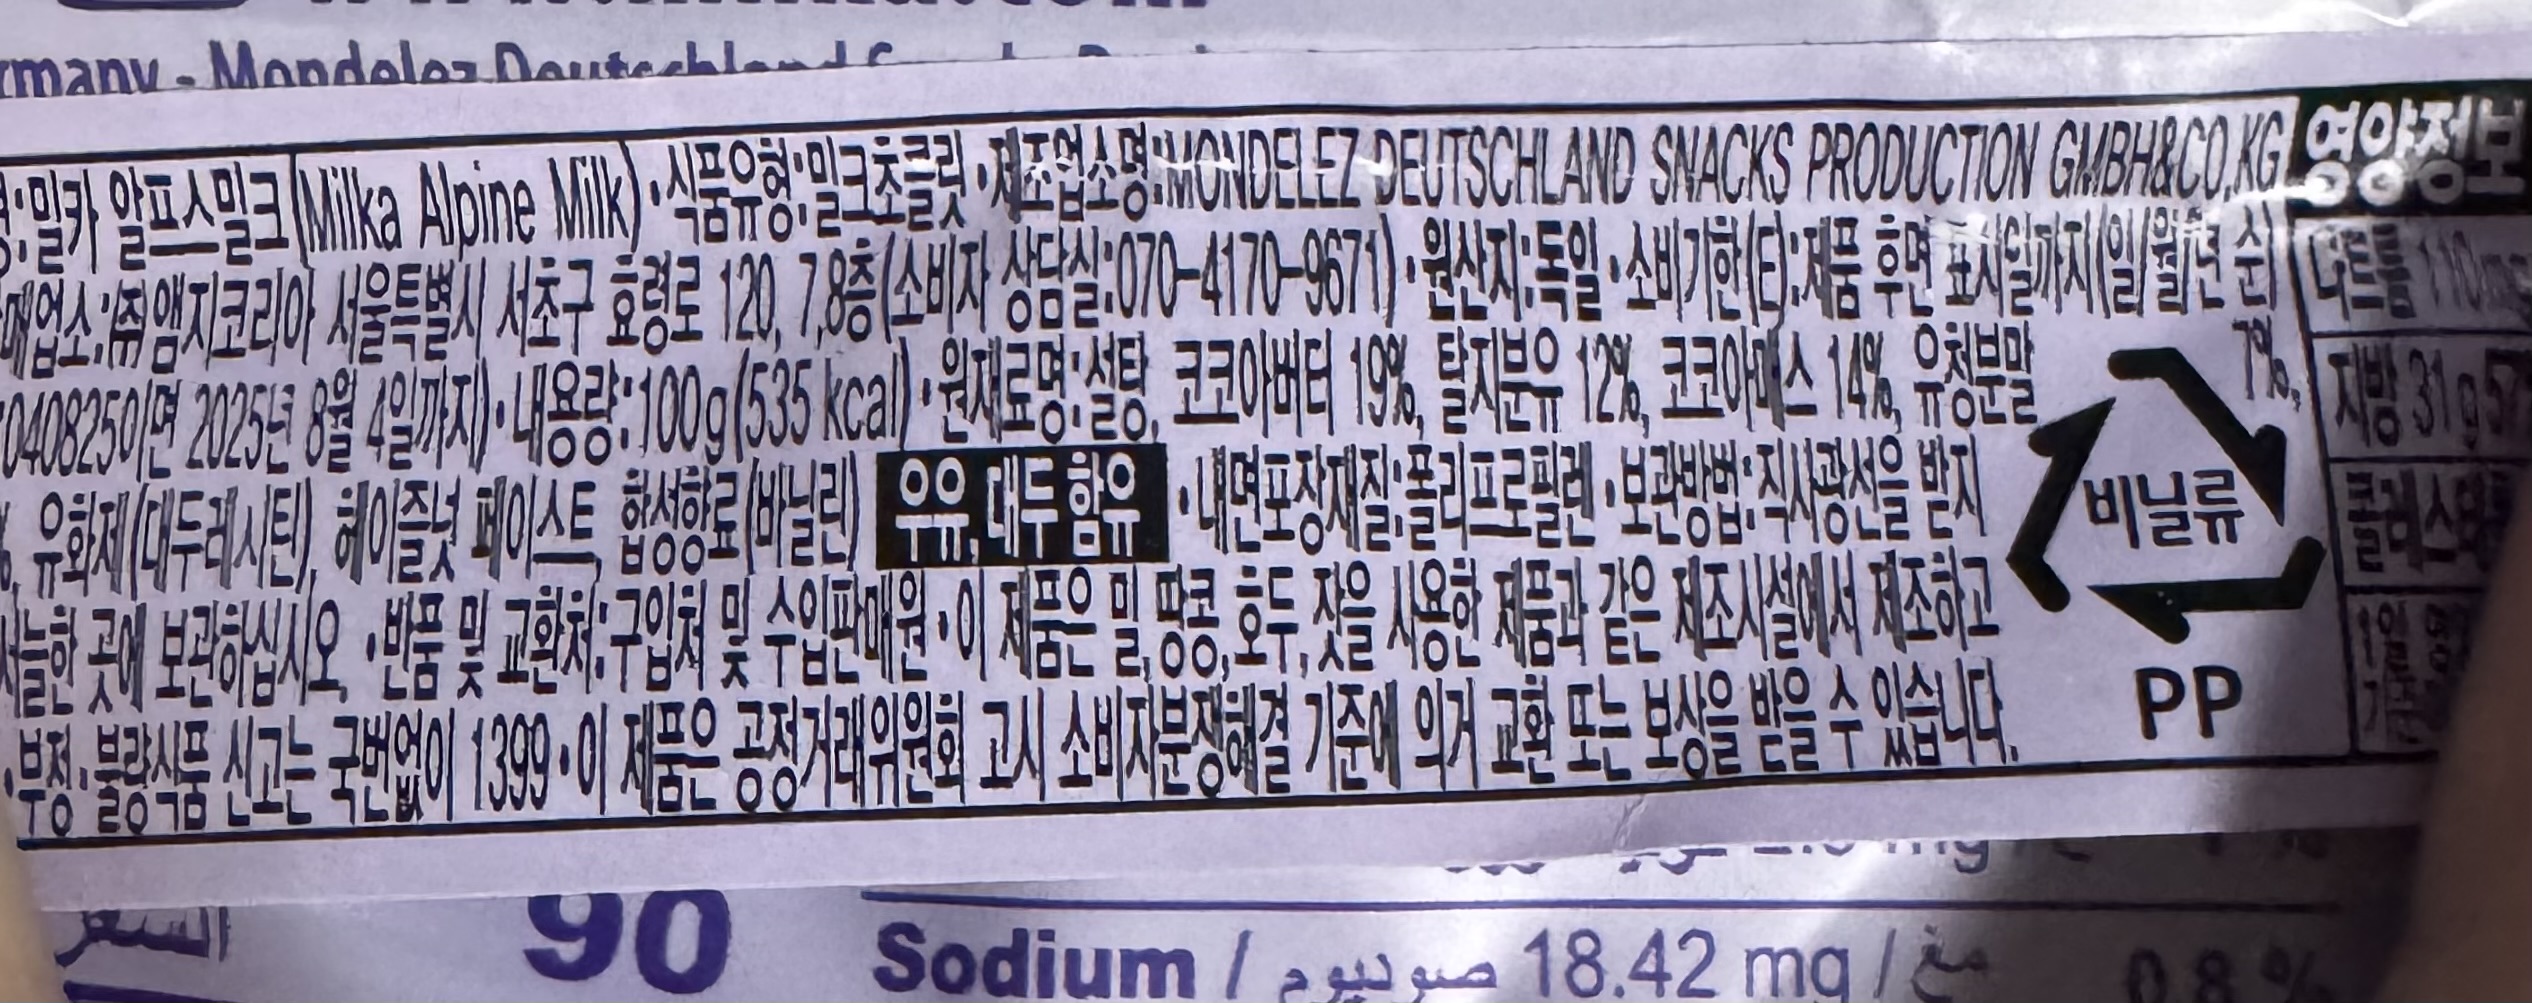 :밀카 알프스밀크(Milka Alpine Milk)·식품유형:밀크초콜릿·제조업소명:MONDELEZ DEUTSCHLAND SNACKS PRODUCTION GMBH&CO,KG
매업소:㈜앰지코리아 서울특별시 서초구 효령로 120, 7,8층(소비자 상담실:070-4170-9671)·원산지:독일·소비기한(E):제품 후면 표시일까지(일/월/년 순)
040825이면 2025년 8월 4일까지)·내용량:100g(535 kcal)·원재료명:설탕, 코코아버터 19%, 탈지분유 12%, 코코아매스 14%, 유청분말 7%,
%, 유화제(대두레시틴), 헤이즐넛 페이스트, 합성향료(바닐린) 우유,대두 함유 ·내면포장재질:폴리프로필렌·보관방법:직사광선을 받지
서늘한 곳에 보관하십시오, ·반품 및 교환처:구입처 및 수입판매원·이 제품은 밀,땅콩,호두,잣을 사용한 제품과 같은 제조시설에서 제조하고
·부정·불량식품 신고는 국번없이 1399·이 제품은 공정거래위원회 고시 소비자분쟁해결 기준에 의거 교환 또는 보상을 받을 수 있습니다.
비닐류
PP
영양정보
나트륨 110
지방 31g 57
콜레스
90
Sodium / صوديوم 18.42 mg / مغ
0.8 %